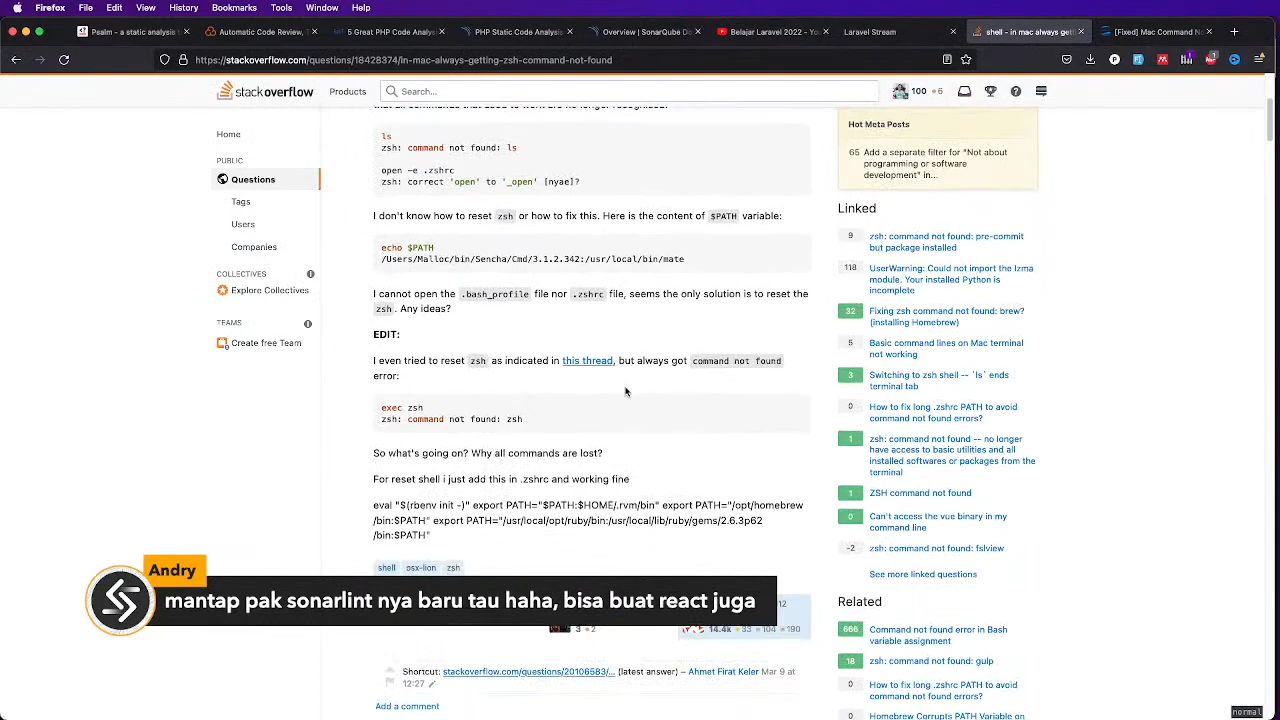 Firefox File Edit View History Bookmarks Tools Window Help
Psalm – a static analysis t
Automatic Code Review, T
5 Great PHP Code Analys
PHP Static Code Analysis
Overview | SonarQube Do
Belajar Laravel 2022 - Yo
Laravel Stream
shell - in mac always gettin
[Fixed] Mac Command No
https://stackoverflow.com/questions/18428374/in-mac-always-getting-zsh-command-not-found
stackoverflow
Products
Search...
100 6
Home
PUBLIC
Questions
Tags
Users
Companies
COLLECTIVES
Explore Collectives
TEAMS
Create free Team
ls
zsh: command not found: ls
open -e .zshrc
zsh: correct 'open' to '_open' [nyae]?
I don't know how to reset zsh or how to fix this. Here is the content of $PATH variable:
echo $PATH
/Users/Malloc/bin/Sencha/Cmd/3.1.2.342:/usr/local/bin/mate
I cannot open the .bash_profile file nor .zshrc file, seems the only solution is to reset the
zsh. Any ideas?
EDIT:
I even tried to reset zsh as indicated in this thread, but always got command not found
error:
exec zsh
zsh: command not found: zsh
So what's going on? Why all commands are lost?
For reset shell i just add this in .zshrc and working fine
eval "$(rbenv init -)" export PATH="$PATH:$HOME/.rvm/bin" export PATH="/opt/homebrew
/bin:$PATH" export PATH="/usr/local/opt/ruby/bin:/usr/local/lib/ruby/gems/2.6.3p62
/bin:$PATH"
shell osx-lion zsh
3 2
14.4k 33 104 190
Shortcut: stackoverflow.com/questions/20106583/... (latest answer) – Ahmet Firat Keler Mar 9 at
12:27
Add a comment
Hot Meta Posts
65 Add a separate filter for "Not about
programming or software
development" in...
Linked
9 zsh: command not found: pre-commit
but package installed
118 UserWarning: Could not import the lzma
module. Your installed Python is
incomplete
32 Fixing zsh command not found: brew?
(installing Homebrew)
5 Basic command lines on Mac terminal
not working
3 Switching to zsh shell -- `ls` ends
terminal tab
0 How to fix long .zshrc PATH to avoid
command not found errors?
1 zsh: command not found -- no longer
have access to basic utilities and all
installed softwares or packages from the
terminal
1 ZSH command not found
0 Can't access the vue binary in my
command line
-2 zsh: command not found: fslview
See more linked questions
Related
666 Command not found error in Bash
variable assignment
18 zsh: command not found: gulp
0 How to fix long .zshrc PATH to avoid
command not found errors?
Homebrew Corrupts PATH Variable on
Andry
mantap pak sonarlint nya baru tau haha, bisa buat react juga
normal